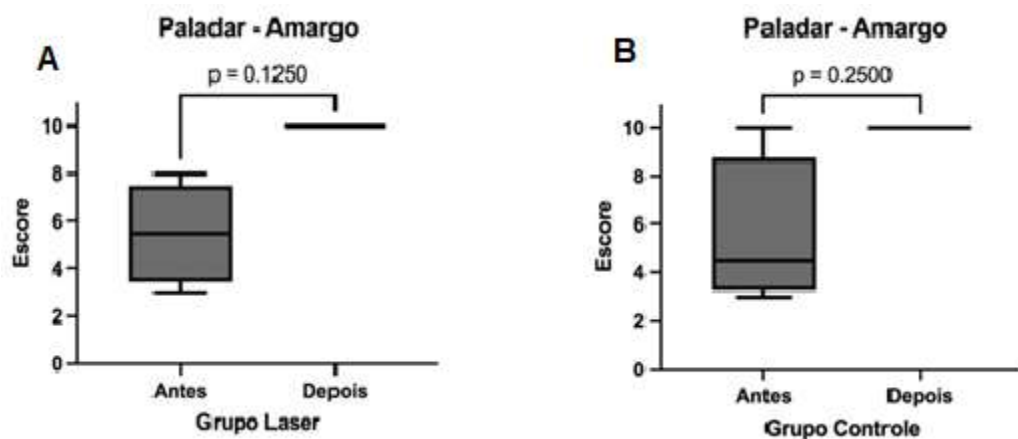 Paladar - Amargo
A
p = 0.1250
10
8
6
4
2
0
Escore
Antes
Depois
Grupo Laser
Paladar - Amargo
B
p = 0.2500
10
8
6
4
2
0
Escore
Antes
Depois
Grupo Controle